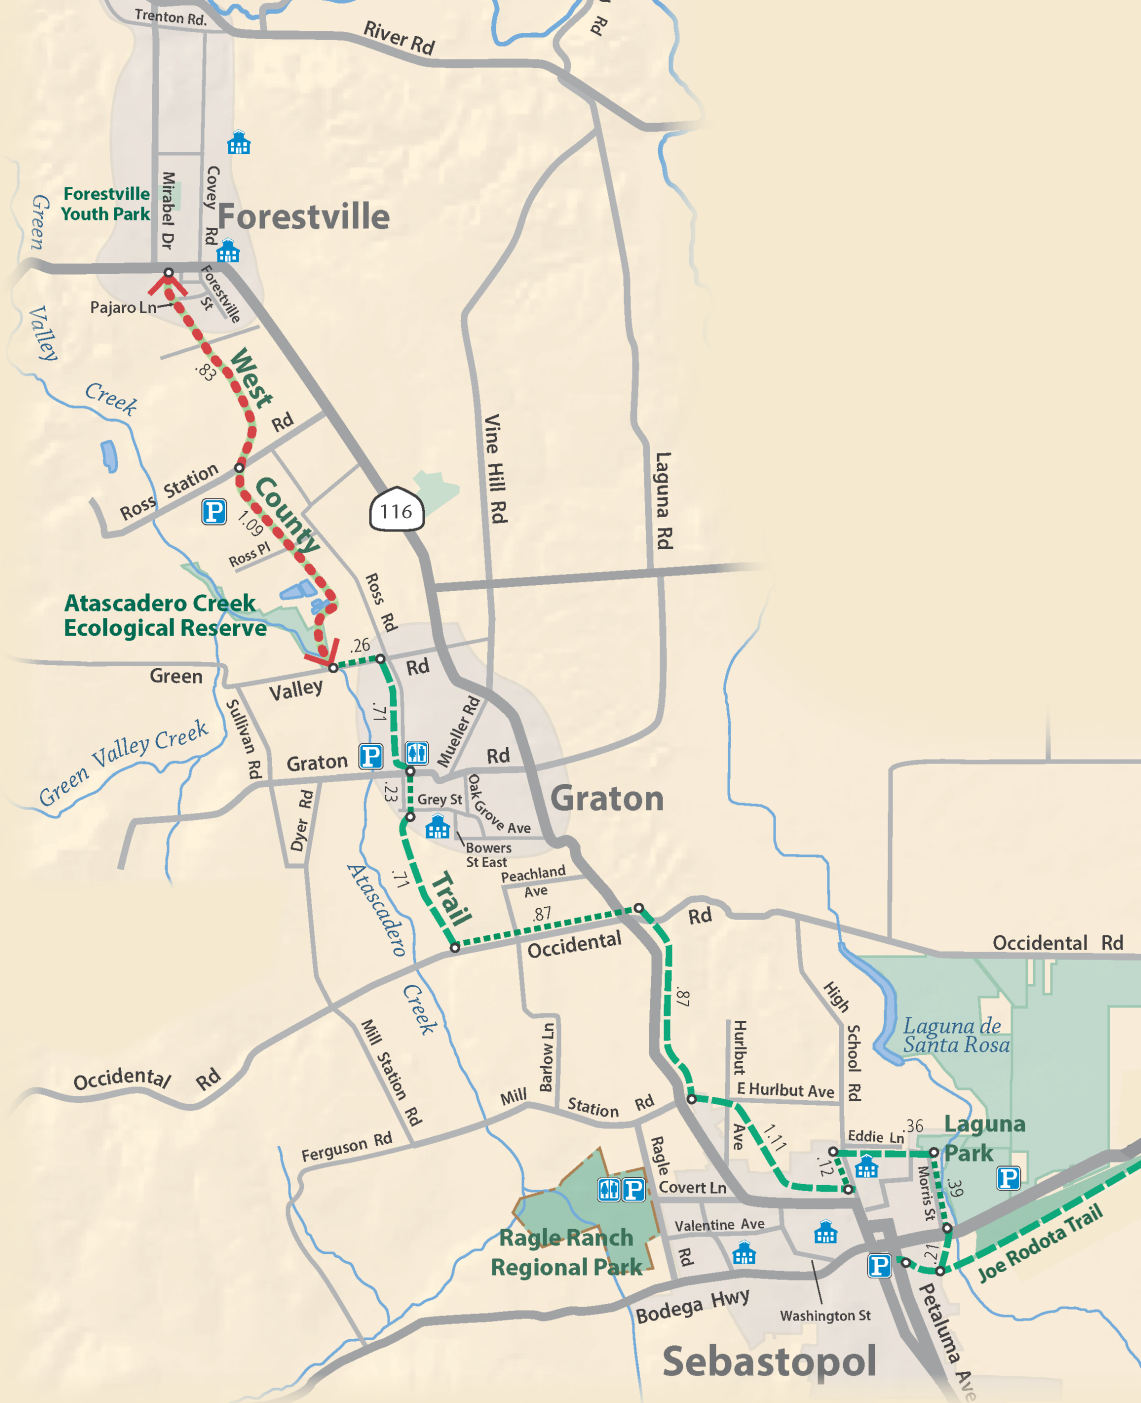 Trenton Rd.
River Rd
Rd
Mirabel Dr
Covey Rd
Forestville
Youth Park
Forestville
Green
Valley
Creek
Forestville
St
Pajaro Ln
.83
West
Ross Station Rd
County
P
1.09
Ross Pl
116
Vine Hill Rd
Laguna Rd
Ross Rd
Atascadero Creek
Ecological Reserve
.26
Green Valley Rd
.71
Sullivan Rd
Green Valley Creek
Mueller Rd
P
Graton Rd
Dyer Rd
.23
Grey St
Oak Grove Ave
Graton
Bowers
St East
Peachland
Ave
.71
Trail
.87
Occidental Rd
Occidental Rd
Atascadero
Creek
.87
High School Rd
Laguna de
Santa Rosa
Mill Station Rd
Barlow Ln
Hurlbut Ave
E Hurlbut Ave
Occidental Rd
Mill Station Rd
Ferguson Rd
1.11
Eddie Ln
.36
Laguna
Park
.12
Ragle Rd
Covert Ln
Morris St
.39
P
P
Valentine Ave
Ragle Ranch
Regional Park
P
.21
Joe Rodota Trail
Bodega Hwy
Washington St
Petaluma Ave
Sebastopol